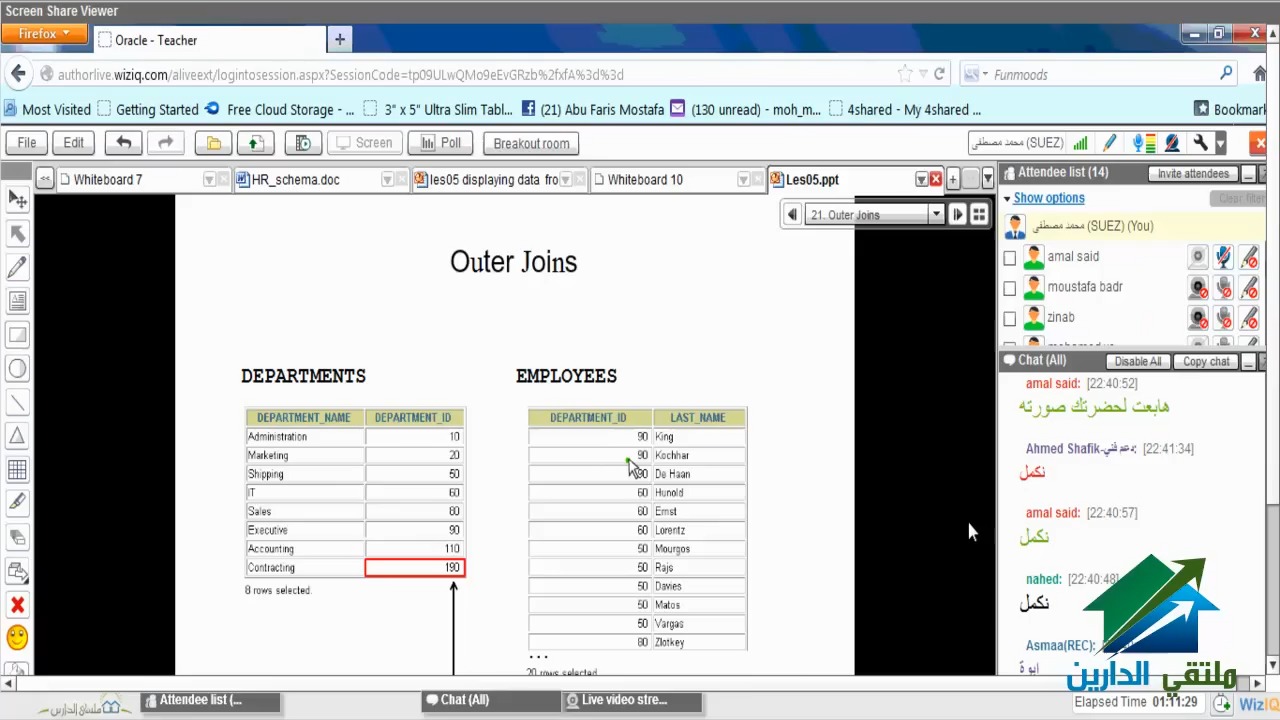 Screen Share Viewer
Firefox
Oracle - Teacher
authorlive.wiziq.com/aliveext/logintosession.aspx?SessionCode=tp09ULwQMo9eEvGRzb%2fxfA%3d%3d
Funmoods
Most Visited
Getting Started
Free Cloud Storage - ...
3" x 5" Ultra Slim Tabl...
(21) Abu Faris Mostafa
(130 unread) - moh_m...
4shared - My 4shared ...
Bookmark
File
Edit
Screen
Poll
Breakout room
محمد مصطفى (SUEZ)
Whiteboard 7
HR_schema.doc
les05 displaying data fro
Whiteboard 10
Les05.ppt
Attendee list (14)
Invite attendees
Show options
Clear filter
21. Outer Joins
محمد مصطفى (SUEZ) (You)
amal said
moustafa badr
zinab
Outer Joins
DEPARTMENTS
EMPLOYEES
DEPARTMENT_NAME DEPARTMENT_ID
Administration 10
Marketing 20
Shipping 50
IT 60
Sales 80
Executive 90
Accounting 110
Contracting 190
8 rows selected.
DEPARTMENT_ID LAST_NAME
90 King
90 Kochhar
90 De Haan
60 Hunold
60 Ernst
60 Lorentz
50 Mourgos
50 Rajs
50 Davies
50 Matos
50 Vargas
80 Zlotkey
...
20 rows selected
Chat (All)
Disable All
Copy chat
amal said: [22:40:52]
هابعت لحضرتك صورته
Ahmed Shafik-دعم فني: [22:41:34]
نكمل
amal said: [22:40:57]
نكمل
nahed: [22:40:48]
نكمل
Asmaa(REC):
ايوة
ملتقي الدارين
Attendee list (...
Chat (All)
Live video stre...
Elapsed Time 01:11:29
WizIQ